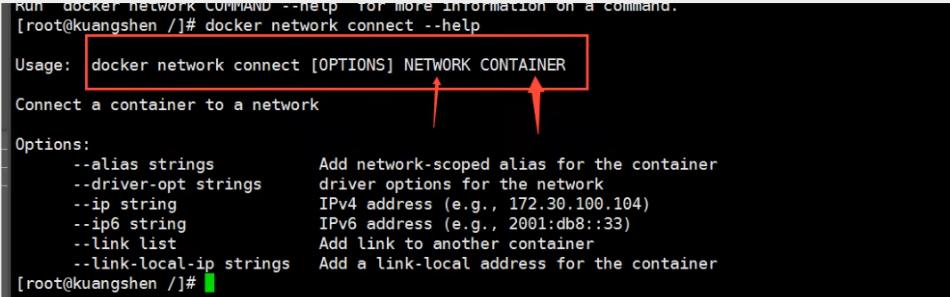 Run 'docker network COMMAND --help' for more information on a command.
[root@kuangshen /]# docker network connect --help
Usage:  docker network connect [OPTIONS] NETWORK CONTAINER
Connect a container to a network
Options:
      --alias strings           Add network-scoped alias for the container
      --driver-opt strings      driver options for the network
      --ip string               IPv4 address (e.g., 172.30.100.104)
      --ip6 string              IPv6 address (e.g., 2001:db8::33)
      --link list               Add link to another container
      --link-local-ip strings   Add a link-local address for the container
[root@kuangshen /]#